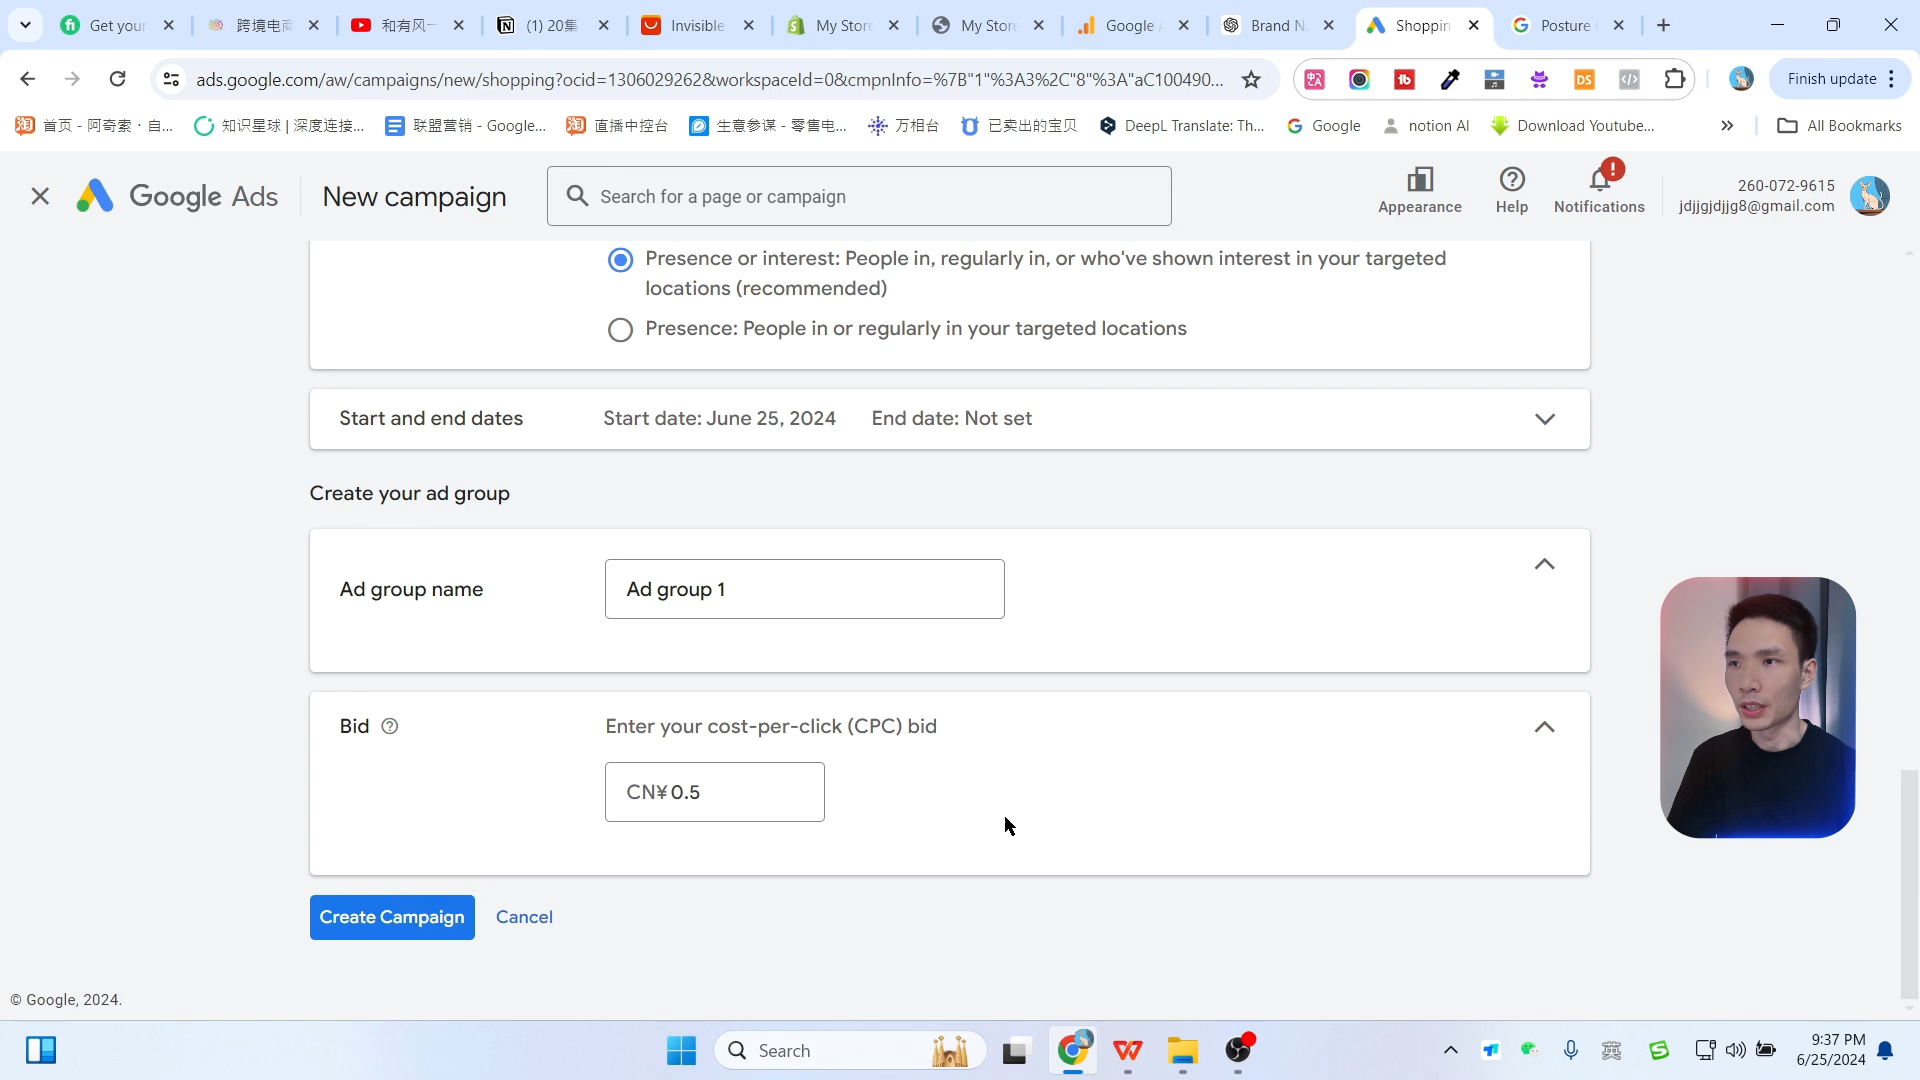 Get your
跨境电商
和有风一
(1) 20集
Invisible
My Store
My Store
Google
Brand N
Shoppin
Posture
ads.google.com/aw/campaigns/new/shopping?ocid=1306029262&workspaceId=0&cmpnInfo=%7B"1"%3A3%2C"8"%3A"aC100490...
Finish update
首页 - 阿奇索 · 自...
知识星球 | 深度连接...
联盟营销 - Google...
直播中控台
生意参谋 - 零售电...
万相台
已卖出的宝贝
DeepL Translate: Th...
Google
notion AI
Download Youtube...
All Bookmarks
Google Ads
New campaign
Search for a page or campaign
Appearance
Help
Notifications
260-072-9615
jdjjgjdjjg8@gmail.com
Presence or interest: People in, regularly in, or who've shown interest in your targeted
locations (recommended)
Presence: People in or regularly in your targeted locations
Start and end dates
Start date: June 25, 2024 End date: Not set
Create your ad group
Ad group name
Ad group 1
Bid
Enter your cost-per-click (CPC) bid
CN¥ 0.5
Create Campaign
Cancel
© Google, 2024.
Search
英
9:37 PM
6/25/2024